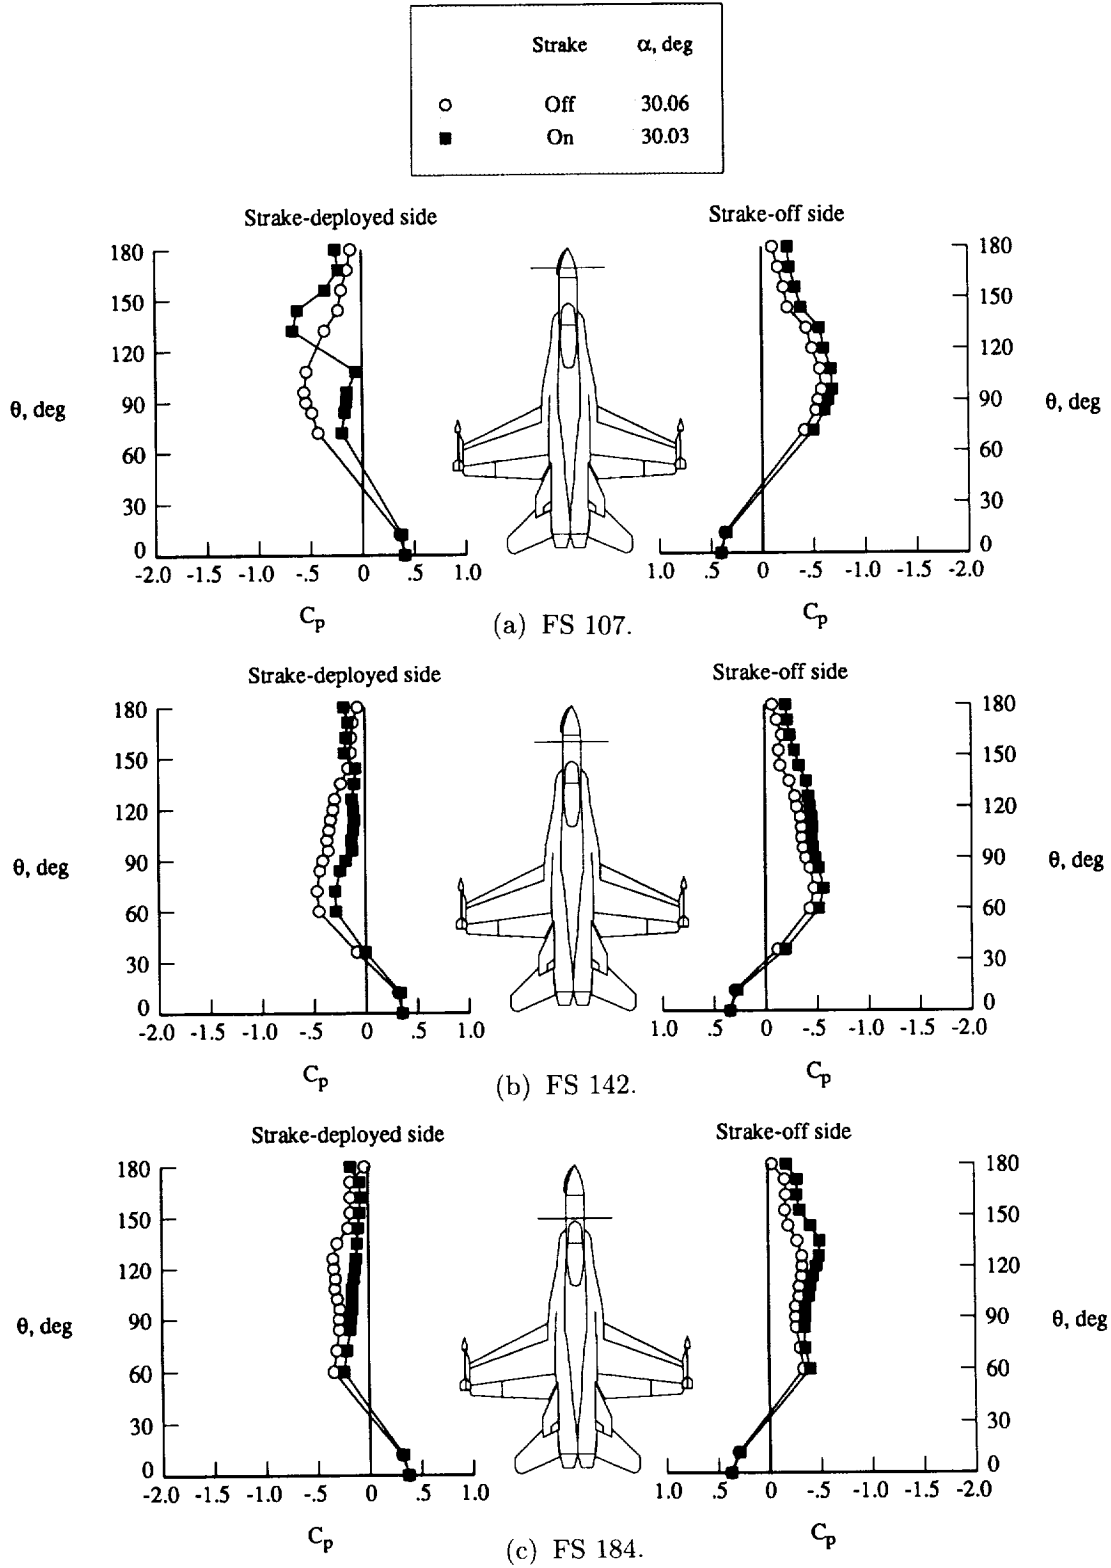 Strake α, deg
Off 30.06
On 30.03
Strake-deployed side Strake-off side
180 180
150 150
120 120
θ, deg 90 90 θ, deg
60 60
30 30
0 0
-2.0 -1.5 -1.0 -.5 0 .5 1.0 1.0 .5 0 -.5 -1.0 -1.5 -2.0
Cp Cp
(a) FS 107.
Strake-deployed side Strake-off side
180 180
150 150
120 120
θ, deg 90 90 θ, deg
60 60
30 30
0 0
-2.0 -1.5 -1.0 -.5 0 .5 1.0 1.0 .5 0 -.5 -1.0 -1.5 -2.0
Cp Cp
(b) FS 142.
Strake-deployed side Strake-off side
180 180
150 150
120 120
θ, deg 90 90 θ, deg
60 60
30 30
0 0
-2.0 -1.5 -1.0 -.5 0 .5 1.0 1.0 .5 0 -.5 -1.0 -1.5 -2.0
Cp Cp
(c) FS 184.